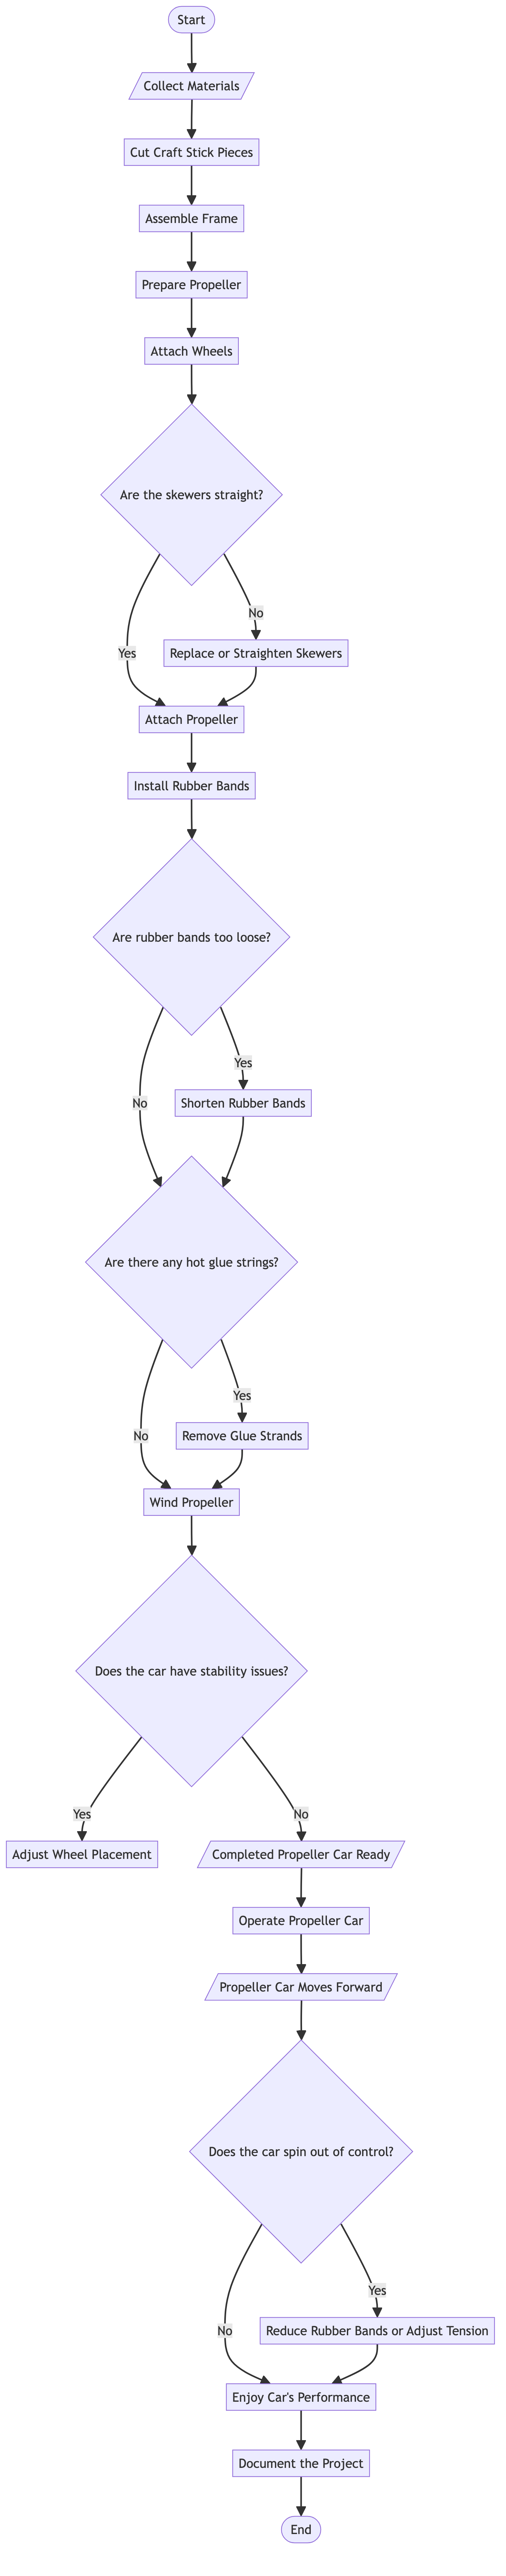 Start
Collect Materials
Cut Craft Stick Pieces
Assemble Frame
Prepare Propeller
Attach Wheels
Are the skewers straight?
No
Yes
Replace or Straighten Skewers
Attach Propeller
Install Rubber Bands
Are rubber bands too loose?
Yes
No
Shorten Rubber Bands
Are there any hot glue strings?
Yes
No
Remove Glue Strands
Wind Propeller
Does the car have stability issues?
Yes
No
Adjust Wheel Placement
Completed Propeller Car Ready
Operate Propeller Car
Propeller Car Moves Forward
Does the car spin out of control?
Yes
No
Reduce Rubber Bands or Adjust Tension
Enjoy Car's Performance
Document the Project
End